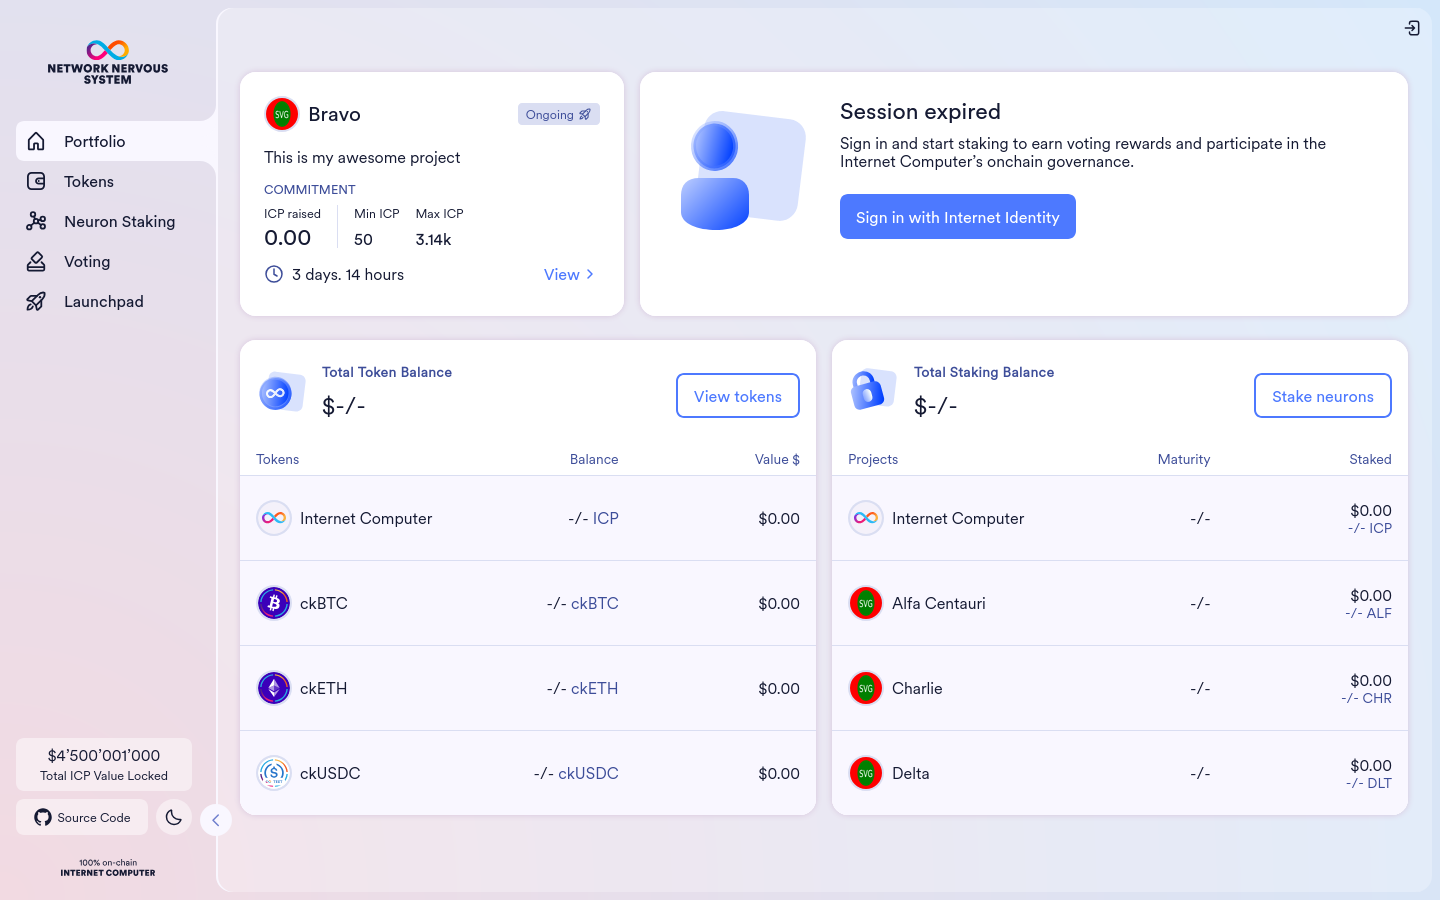 NETWORK NERVOUS
SYSTEM
Portfolio
Tokens
Neuron Staking
Voting
Launchpad
$4’500’001’000
Total ICP Value Locked
Source Code
100% on-chain
INTERNET COMPUTER
SVG
Bravo
Ongoing
This is my awesome project
COMMITMENT
ICP raised
0.00
Min ICP
50
Max ICP
3.14k
3 days. 14 hours
View
Session expired
Sign in and start staking to earn voting rewards and participate in the
Internet Computer’s onchain governance.
Sign in with Internet Identity
Total Token Balance
$-/-
View tokens
Tokens Balance Value $
Internet Computer -/- ICP $0.00
ckBTC -/- ckBTC $0.00
ckETH -/- ckETH $0.00
ckUSDC -/- ckUSDC $0.00
Total Staking Balance
$-/-
Stake neurons
Projects Maturity Staked
Internet Computer -/- $0.00
-/- ICP
SVG Alfa Centauri -/- $0.00
-/- ALF
SVG Charlie -/- $0.00
-/- CHR
SVG Delta -/- $0.00
-/- DLT